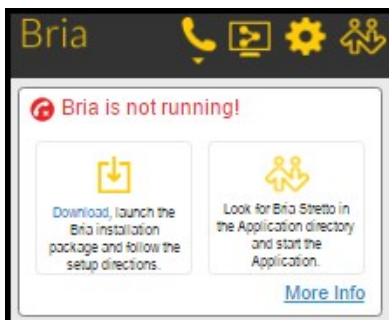 Bria
Bria is not running!
Download, launch the
Bria installation
package and follow the
setup directions.
Look for Bria Stretto in
the Application directory
and start the
Application.
More Info